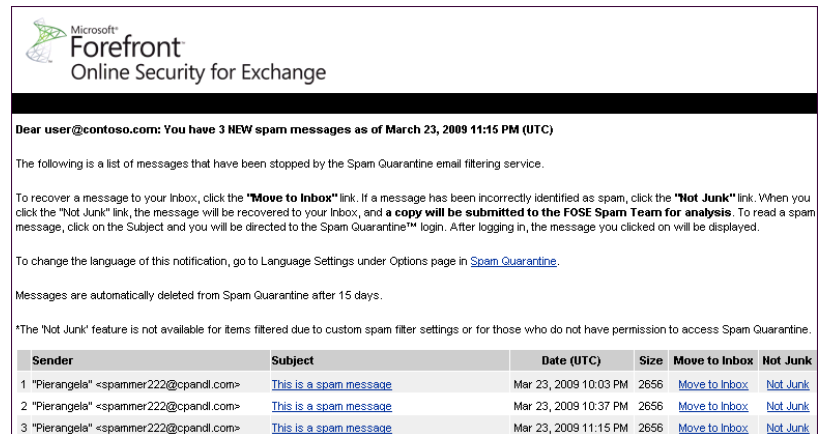 Microsoft®
Forefront™
Online Security for Exchange
Dear user@contoso.com: You have 3 NEW spam messages as of March 23, 2009 11:15 PM (UTC)
The following is a list of messages that have been stopped by the Spam Quarantine email filtering service.
To recover a message to your Inbox, click the "Move to Inbox" link. If a message has been incorrectly identified as spam, click the "Not Junk" link. When you
click the "Not Junk" link, the message will be recovered to your Inbox, and a copy will be submitted to the FOSE Spam Team for analysis. To read a spam
message, click on the Subject and you will be directed to the Spam Quarantine™ login. After logging in, the message you clicked on will be displayed.
To change the language of this notification, go to Language Settings under Options page in Spam Quarantine.
Messages are automatically deleted from Spam Quarantine after 15 days.
*The 'Not Junk' feature is not available for items filtered due to custom spam filter settings or for those who do not have permission to access Spam Quarantine.
Sender Subject Date (UTC) Size Move to Inbox Not Junk
1 "Pierangela" <spammer222@cpandl.com> This is a spam message Mar 23, 2009 10:03 PM 2656 Move to Inbox Not Junk
2 "Pierangela" <spammer222@cpandl.com> This is a spam message Mar 23, 2009 10:37 PM 2656 Move to Inbox Not Junk
3 "Pierangela" <spammer222@cpandl.com> This is a spam message Mar 23, 2009 11:15 PM 2656 Move to Inbox Not Junk